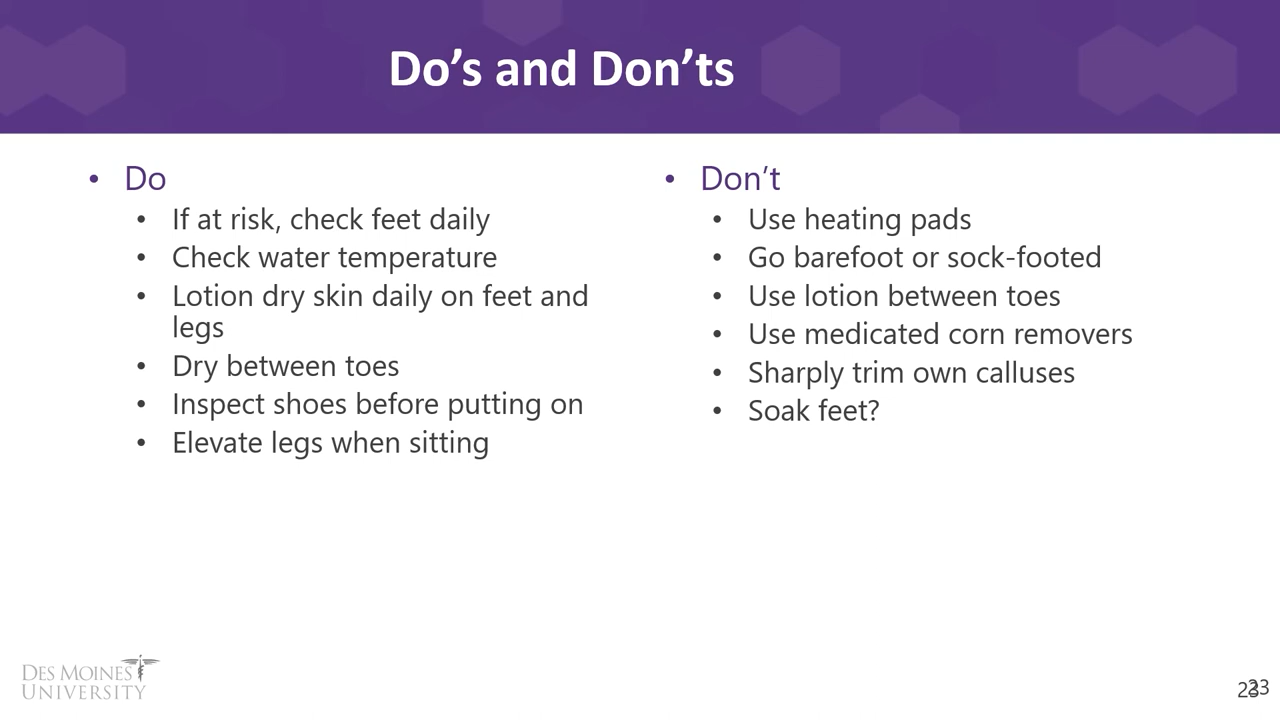 Do’s and Don’ts
• Do
• If at risk, check feet daily
• Check water temperature
• Lotion dry skin daily on feet and
legs
• Dry between toes
• Inspect shoes before putting on
• Elevate legs when sitting
• Don’t
• Use heating pads
• Go barefoot or sock-footed
• Use lotion between toes
• Use medicated corn removers
• Sharply trim own calluses
• Soak feet?
DES MOINES
UNIVERSITY
23